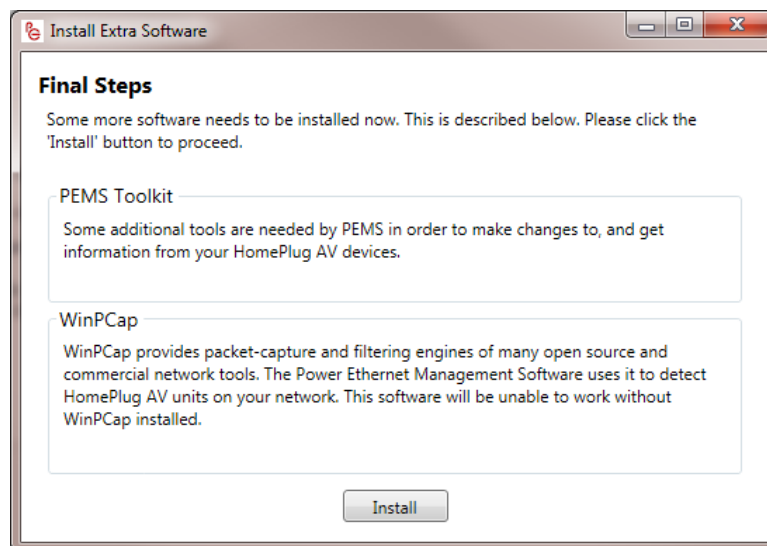 Install Extra Software
Final Steps
Some more software needs to be installed now. This is described below. Please click the
'Install' button to proceed.
PEMS Toolkit
Some additional tools are needed by PEMS in order to make changes to, and get
information from your HomePlug AV devices.
WinPCap
WinPCap provides packet-capture and filtering engines of many open source and
commercial network tools. The Power Ethernet Management Software uses it to detect
HomePlug AV units on your network. This software will be unable to work without
WinPCap installed.
Install